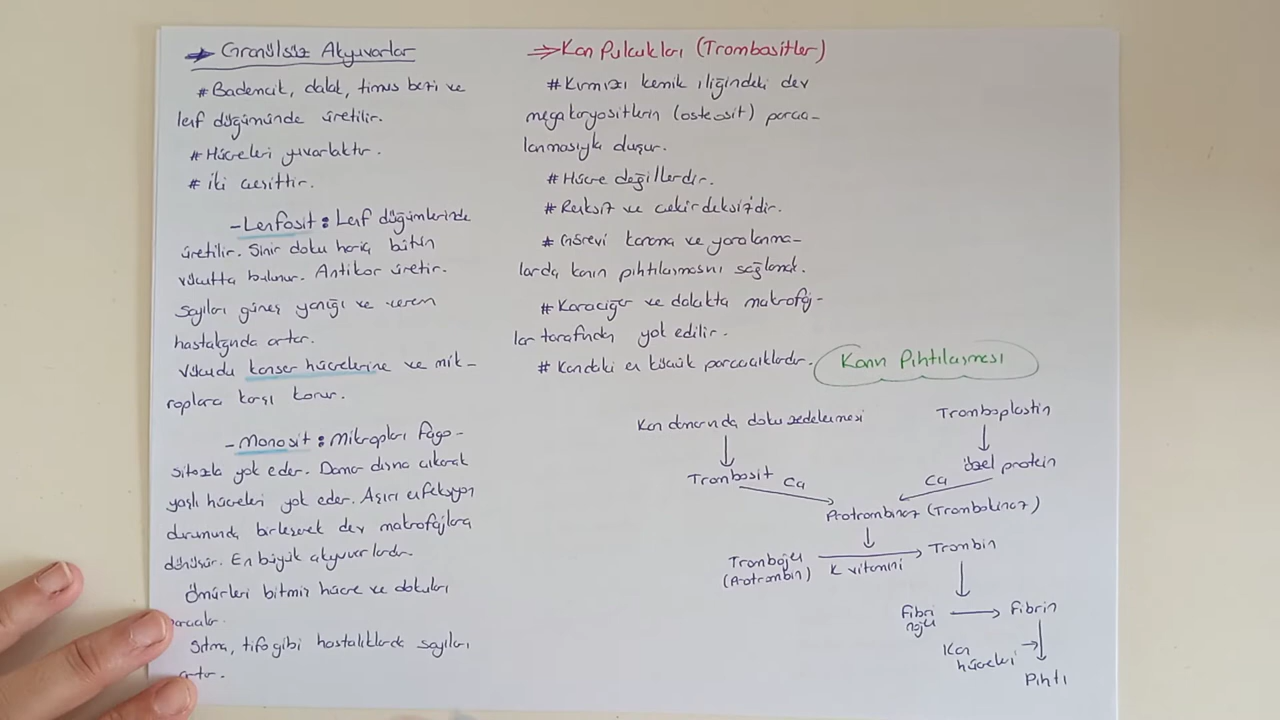 → Granülsüz Akyuvarlar
# Bademcik, dalak, timus bezi ve
lenf düğümünde üretilir.
# Hücreleri yuvarlaktır.
# İki çeşittir.
- Lenfosit : Lenf düğümlerinde
üretilir. Sinir doku hariç bütün
vücutta bulunur. Antikor üretir.
Sayıları güneş yanığı ve verem
hastalığında artar.
Vücudu kanser hücrelerine ve mik-
roplara karşı korur.
- Monosit : Mikropları fago-
sitozla yok eder. Damar dışına çıkarak
yaşlı hücreleri yok eder. Aşırı enfeksiyon
durumunda birleşerek dev makrofajlara
dönüşür. En büyük akyuvarlardır.
Ömürleri bitmiş hücre ve dokuları
parçalar.
Sıtma, tifo gibi hastalıklarda sayıları
artar.
⇒ Kan Pulcukları (Trombositler)
# Kırmızı kemik iliğindeki dev
megakaryositlerin (osteosit) parça-
lanmasıyla oluşur.
# Hücre değillerdir.
# Renksiz ve çekirdeksizdir.
# Görevi kanama ve yaralanma-
larda kanın pıhtılaşmasını sağlamak.
# Karaciğer ve dalakta makrofaj-
lar tarafından yok edilir.
# Kandaki en küçük parçacıklardır.
Kanın Pıhtılaşması
Kan damarında doku zedelenmesi
Tromboplastin
özel protein
Trombosit Ca
Ca
Protrombinaz (Trombokinaz)
Trombojen
(Protrombin)
K vitamini
Trombin
Fibri
nojen
Fibrin
Kan
hücreleri
Pıhtı